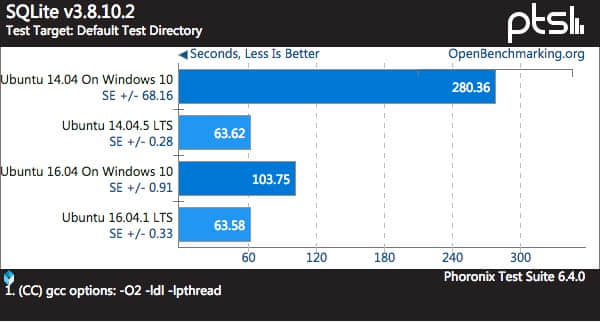 SQLite v3.8.10.2
Test Target: Default Test Directory
ptsl
◀ Seconds, Less Is Better
OpenBenchmarking.org
Ubuntu 14.04 On Windows 10
SE +/- 68.16
280.36
Ubuntu 14.04.5 LTS
SE +/- 0.28
63.62
Ubuntu 16.04 On Windows 10
SE +/- 0.91
103.75
Ubuntu 16.04.1 LTS
SE +/- 0.33
63.58
60 120 180 240 300
Phoronix Test Suite 6.4.0
1. (CC) gcc options: -O2 -ldl -lpthread